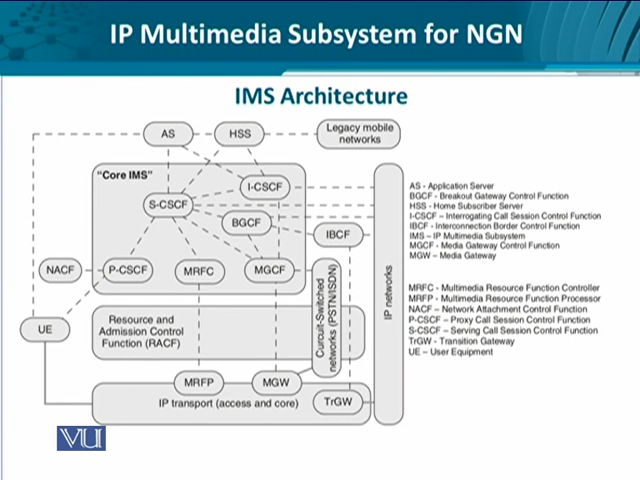 IP Multimedia Subsystem for NGN
IMS Architecture
AS
HSS
Legacy mobile
networks
"Core IMS"
I-CSCF
S-CSCF
BGCF
IBCF
NACF
P-CSCF
MRFC
MGCF
UE
Resource and
Admission Control
Function (RACF)
Curcuit-Switched
networks (PSTN/ISDN)
IP networks
MRFP
MGW
IP transport (access and core)
TrGW
AS - Application Server
BGCF - Breakout Gateway Control Function
HSS - Home Subscriber Server
I-CSCF – Interrogating Call Session Control Function
IBCF - Interconnection Border Control Function
IMS – IP Multimedia Subsystem
MGCF - Media Gateway Control Function
MGW – Media Gateway
MRFC - Multimedia Resource Function Controller
MRFP - Multimedia Resource Function Processor
NACF – Network Attachment Control Function
P-CSCF – Proxy Call Session Control Function
S-CSCF – Serving Call Session Control Function
TrGW - Transition Gateway
UE – User Equipment
VU